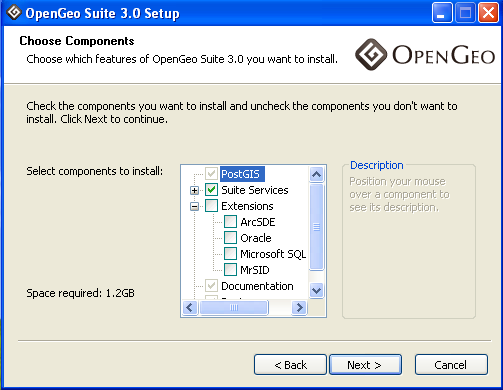 OpenGeo Suite 3.0 Setup
Choose Components
Choose which features of OpenGeo Suite 3.0 you want to install.
OPENGEO
Check the components you want to install and uncheck the components you don't want to
install. Click Next to continue.
Select components to install:
PostGIS
Suite Services
Extensions
ArcSDE
Oracle
Microsoft SQL
MrSID
Documentation
Description
Position your mouse
over a component to
see its description.
Space required: 1.2GB
< Back
Next >
Cancel